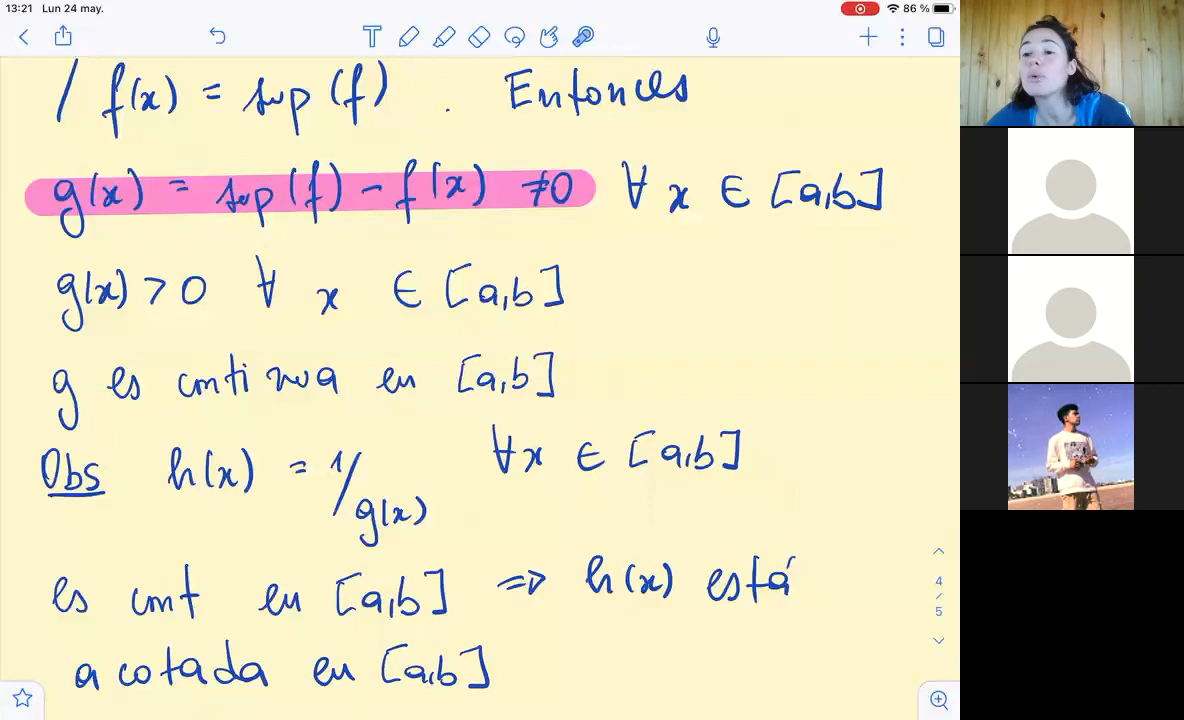 13:21 Lun 24 may. 86 %
/ f(x) = sup (f) . Entonces
g(x) = sup (f) - f(x) ≠0 ∀ x ∈ [a,b]
g(x) > 0 ∀ x ∈ [a,b]
g es continua en [a,b]
Obs h(x) = 1/g(x) ∀x ∈ [a,b]
es cont en [a,b] ⇒ h(x) está
acotada en [a,b]
4
/
5